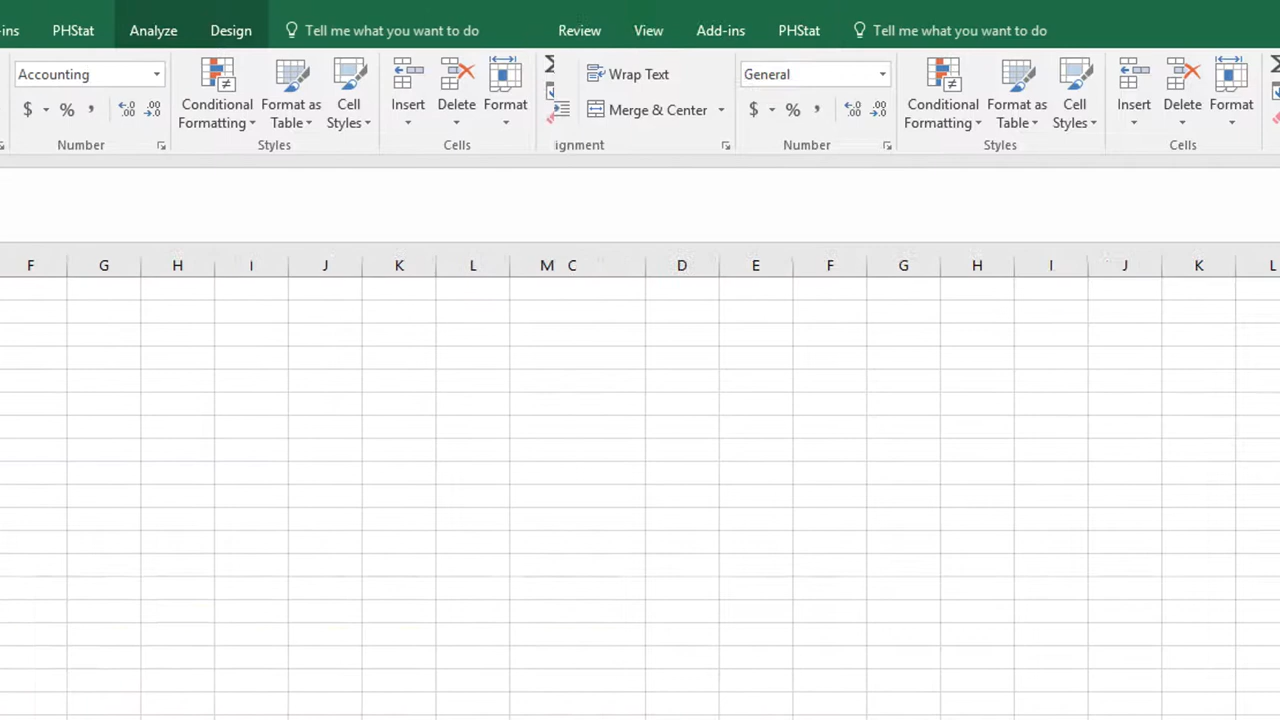 -ins PHStat Analyze Design Tell me what you want to do Review View Add-ins PHStat Tell me what you want to do
Accounting Wrap Text General
$ % , Conditional Formatting Format as Table Cell Styles Insert Delete Format Merge & Center $ % , Conditional Formatting Format as Table Cell Styles Insert Delete Format
Number Styles Cells ignment Number Styles Cells
F G H I J K L M C D E F G H I J K L